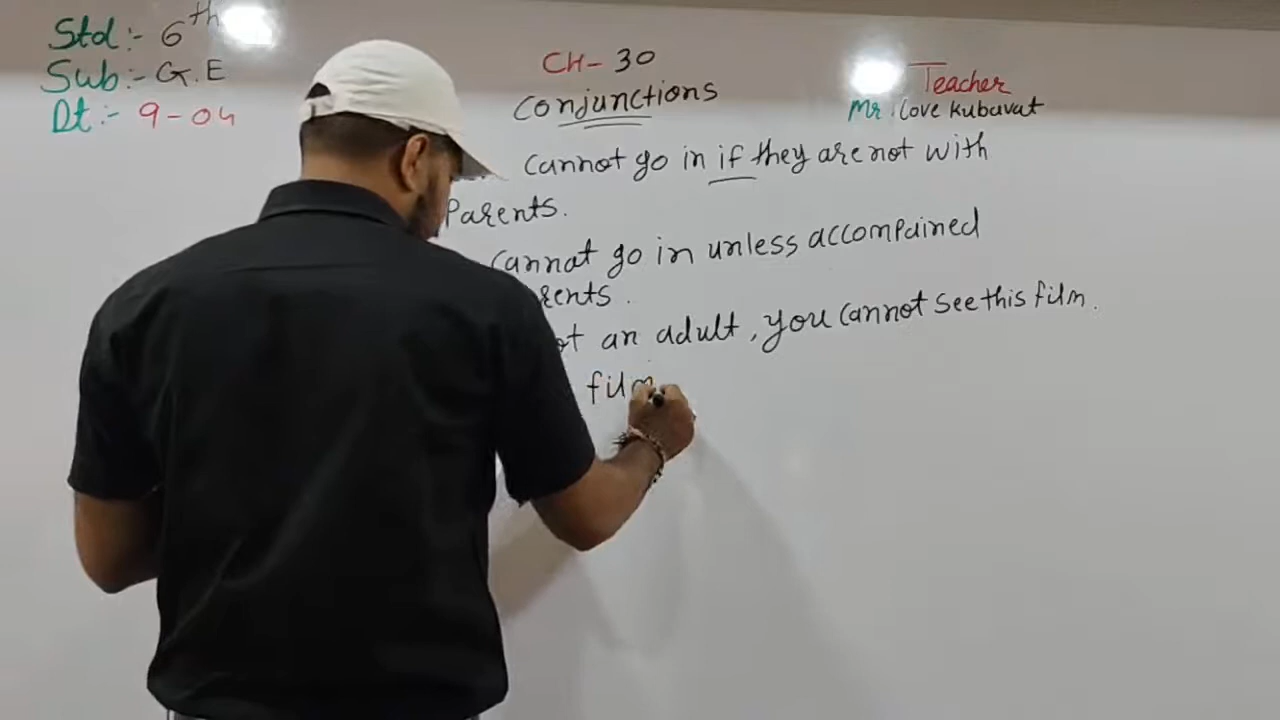 Std :- 6th
Sub :- G.E
Dt :- 9-04
CH- 30
Conjunctions
Teacher
Mr : Love Kubavat
cannot go in if they are not with
Parents.
cannot go in unless accompained
rents .
ot an adult, you cannot see this film.
film